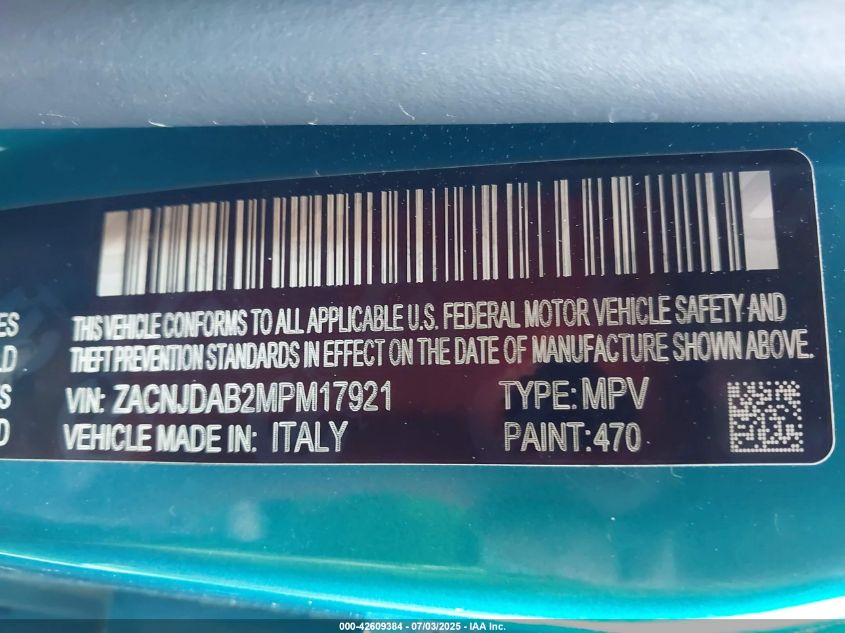 THIS VEHICLE CONFORMS TO ALL APPLICABLE U.S. FEDERAL MOTOR VEHICLE SAFETY AND
ES
THEFT PREVENTION STANDARDS IN EFFECT ON THE DATE OF MANUFACTURE SHOWN ABOVE.
LD
VIN: ZACNJDAB2MPM17921 TYPE: MPV
S
VEHICLE MADE IN: ITALY PAINT:470
D
000-42609384 - 07/03/2025 - IAA Inc.